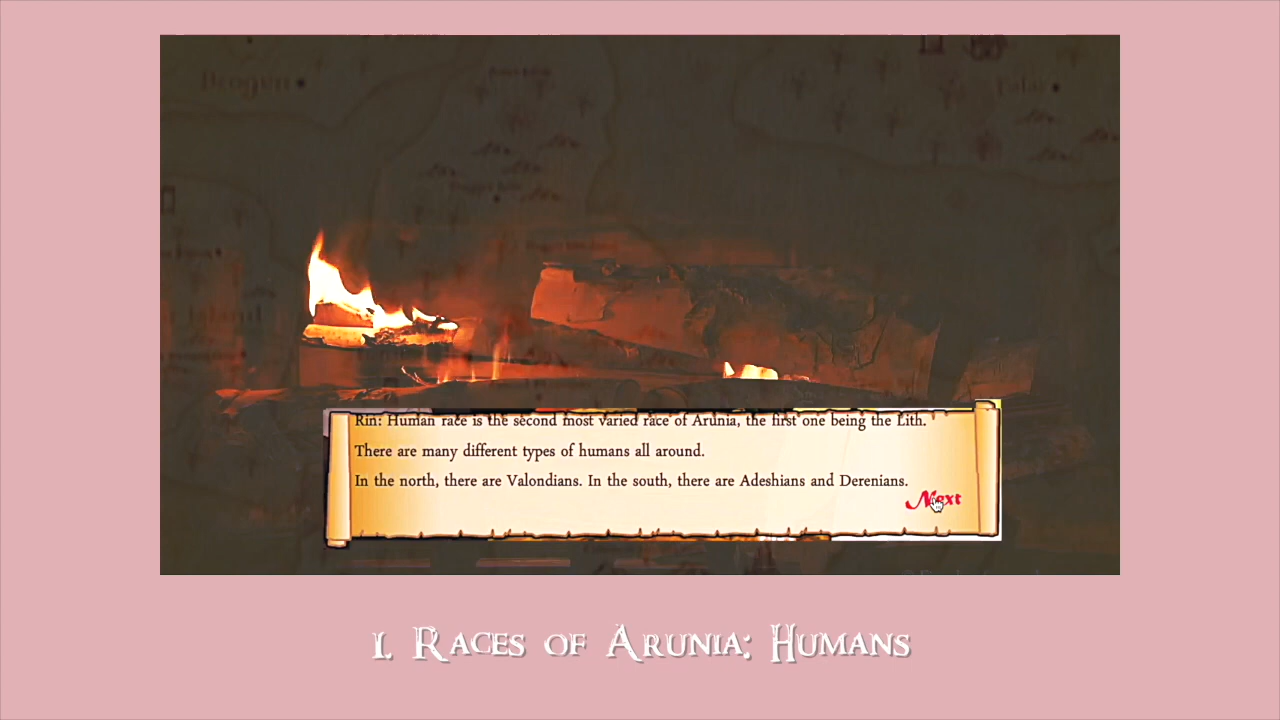 Rin: Human race is the second most varied race of Arunia, the first one being the Lith.
There are many different types of humans all around.
In the north, there are Valondians. In the south, there are Adeshians and Derenians.
Next
1. Races of Arunia: Humans